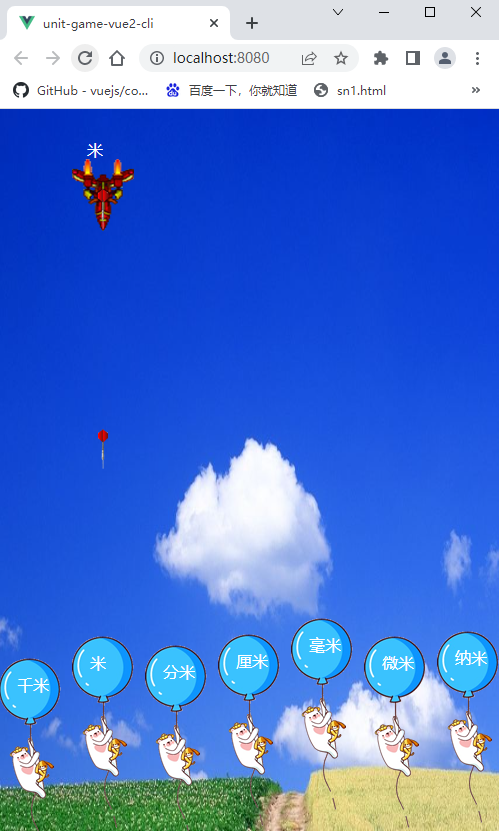 unit-game-vue2-cli
localhost:8080
GitHub - vuejs/co...
百度一下，你就知道
sn1.html
米
千米
米
分米
厘米
毫米
微米
纳米